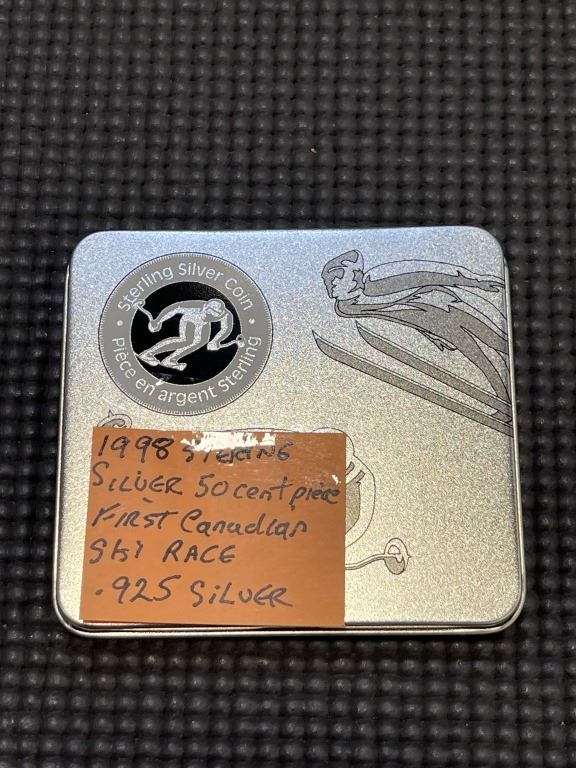 · Sterling Silver Coin ·
Pièce en argent Sterling
1998 STERLING
SILVER 50 cent piece
FIRST Canadian
SKI RACE
.925 SILVER